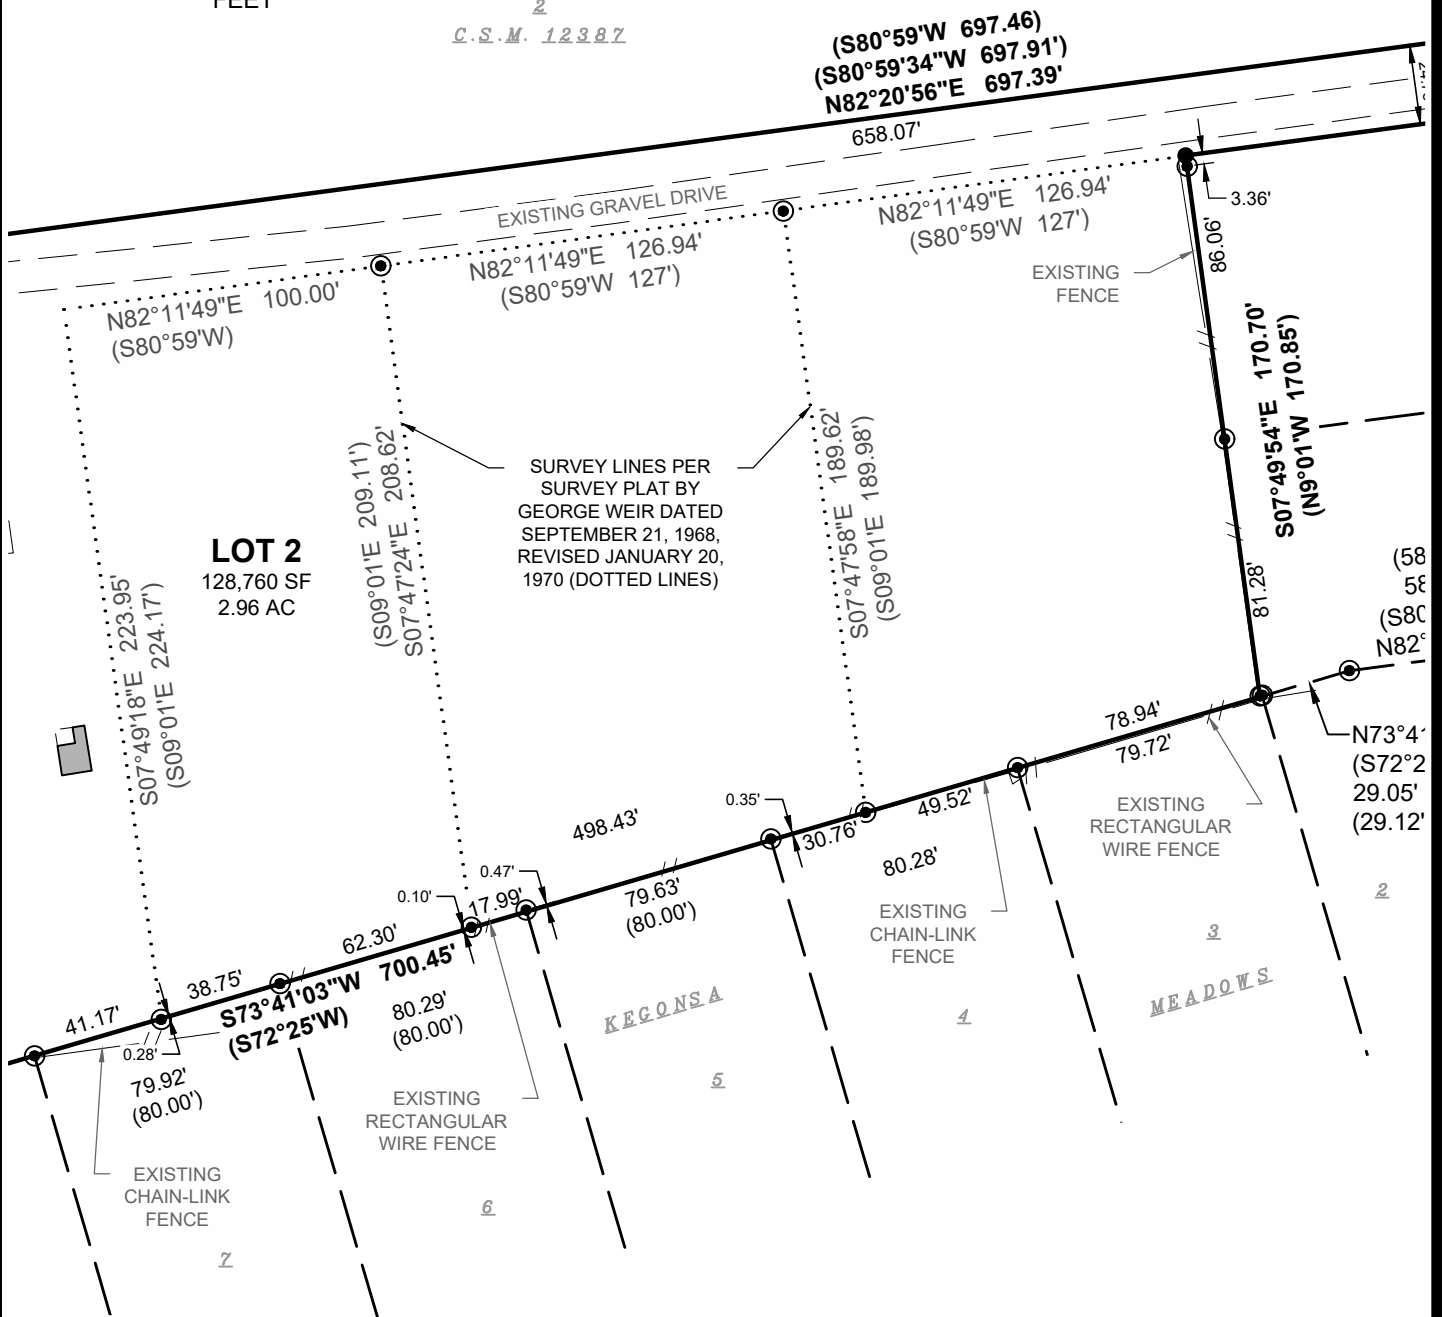 FEET
2
C.S.M. 12387
(S80°59'W 697.46)
(S80°59'34"W 697.91')
N82°20'56"E 697.39'
658.07'
EXISTING GRAVEL DRIVE
N82°11'49"E 126.94'
(S80°59'W 127')
3.36'
86.06'
EXISTING
FENCE
N82°11'49"E 126.94'
(S80°59'W 127')
N82°11'49"E 100.00'
(S80°59'W)
S07°49'54"E 170.70'
(N9°01'W 170.85')
SURVEY LINES PER
SURVEY PLAT BY
GEORGE WEIR DATED
SEPTEMBER 21, 1968,
REVISED JANUARY 20,
1970 (DOTTED LINES)
(S09°01'E 209.11')
S07°47'24"E 208.62'
S07°47'58"E 189.62'
(S09°01'E 189.98')
LOT 2
128,760 SF
2.96 AC
S07°49'18"E 223.95'
(S09°01'E 224.17')
81.28'
(58
58
(S80
N82°
78.94'
79.72'
N73°41
(S72°2
29.05'
(29.12'
EXISTING
RECTANGULAR
WIRE FENCE
0.35'
30.76'
49.52'
80.28'
498.43'
79.63'
(80.00')
0.47'
0.10'
17.99'
62.30'
S73°41'03"W 700.45'
(S72°25'W)
80.29'
(80.00')
38.75'
41.17'
0.28'
79.92'
(80.00')
EXISTING
CHAIN-LINK
FENCE
2
3
KEGONSA
MEADOWS
4
5
EXISTING
RECTANGULAR
WIRE FENCE
EXISTING
CHAIN-LINK
FENCE
6
7